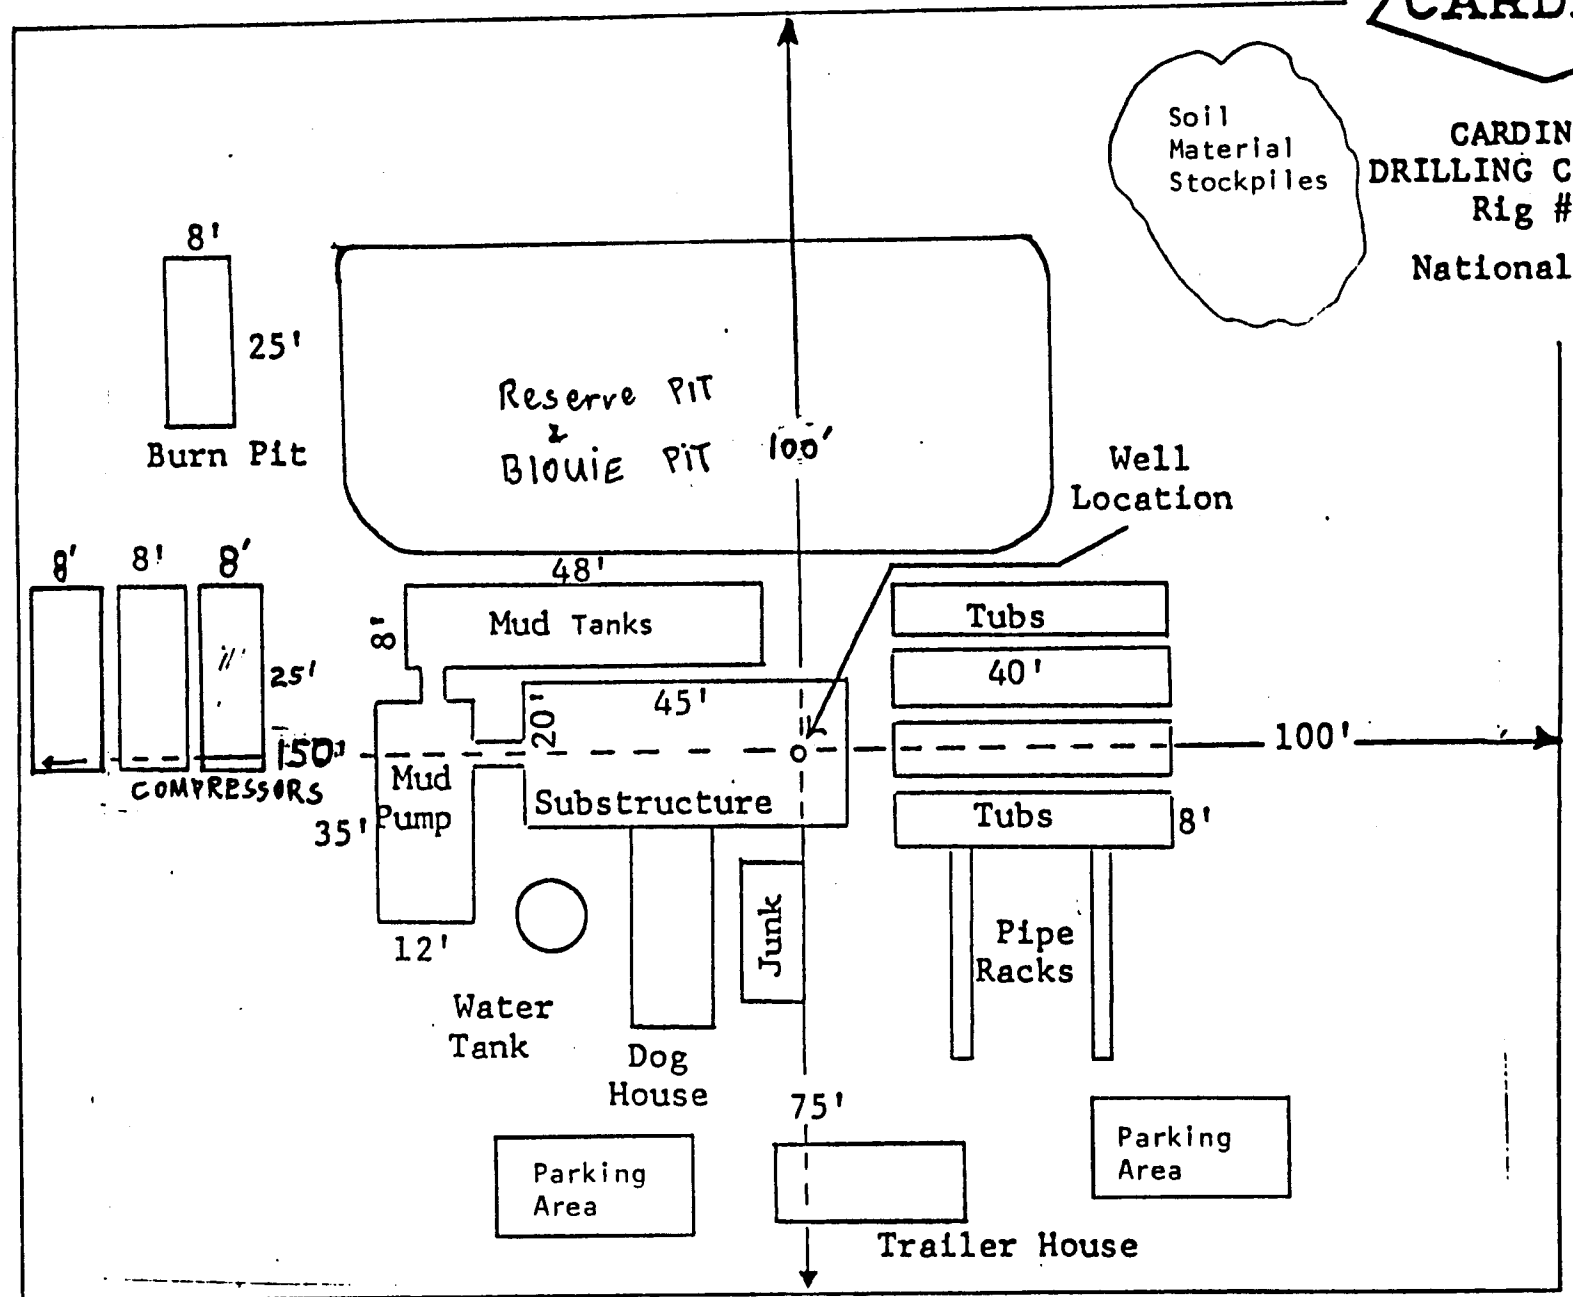 Soil
Material
Stockpiles
CARDIN
DRILLING C
Rig #
National
8'
25'
Burn Pit
Reserve PIT
&
BlOUiE PiT
100'
Well
Location
8'
8'
8'
25'
COMPRESSORS
150'
48'
8'
Mud Tanks
20'
45'
Substructure
Mud
Pump
35'
12'
Tubs
40'
Tubs
8'
100'
Water
Tank
Dog
House
Junk
Pipe
Racks
75'
Parking
Area
Trailer House
Parking
Area